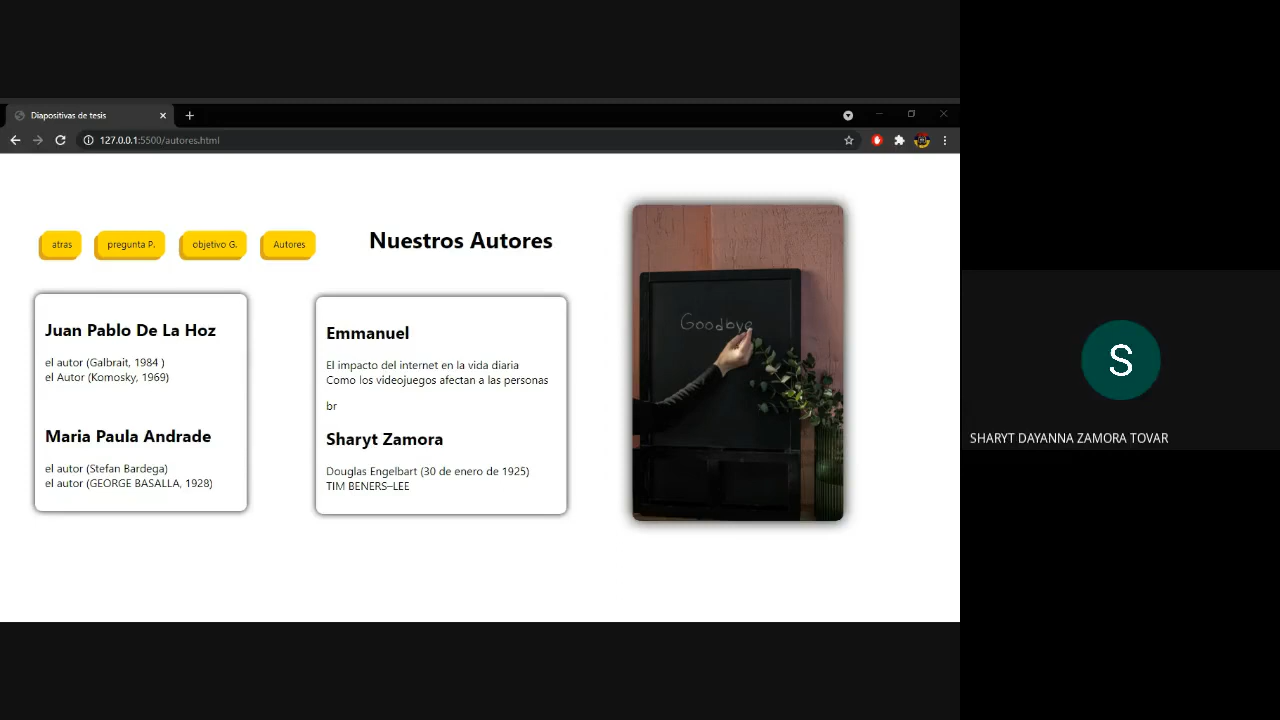 Diapositivas de tesis
127.0.0.1:5500/autores.html
atras
pregunta P.
objetivo G.
Autores
Nuestros Autores
Juan Pablo De La Hoz
el autor (Galbrait, 1984 )
el Autor (Komosky, 1969)
Maria Paula Andrade
el autor (Stefan Bardega)
el autor (GEORGE BASALLA, 1928)
Emmanuel
El impacto del internet en la vida diaria
Como los videojuegos afectan a las personas
br
Sharyt Zamora
Douglas Engelbart (30 de enero de 1925)
TIM BENERS–LEE
Goodbye
S
SHARYT DAYANNA ZAMORA TOVAR